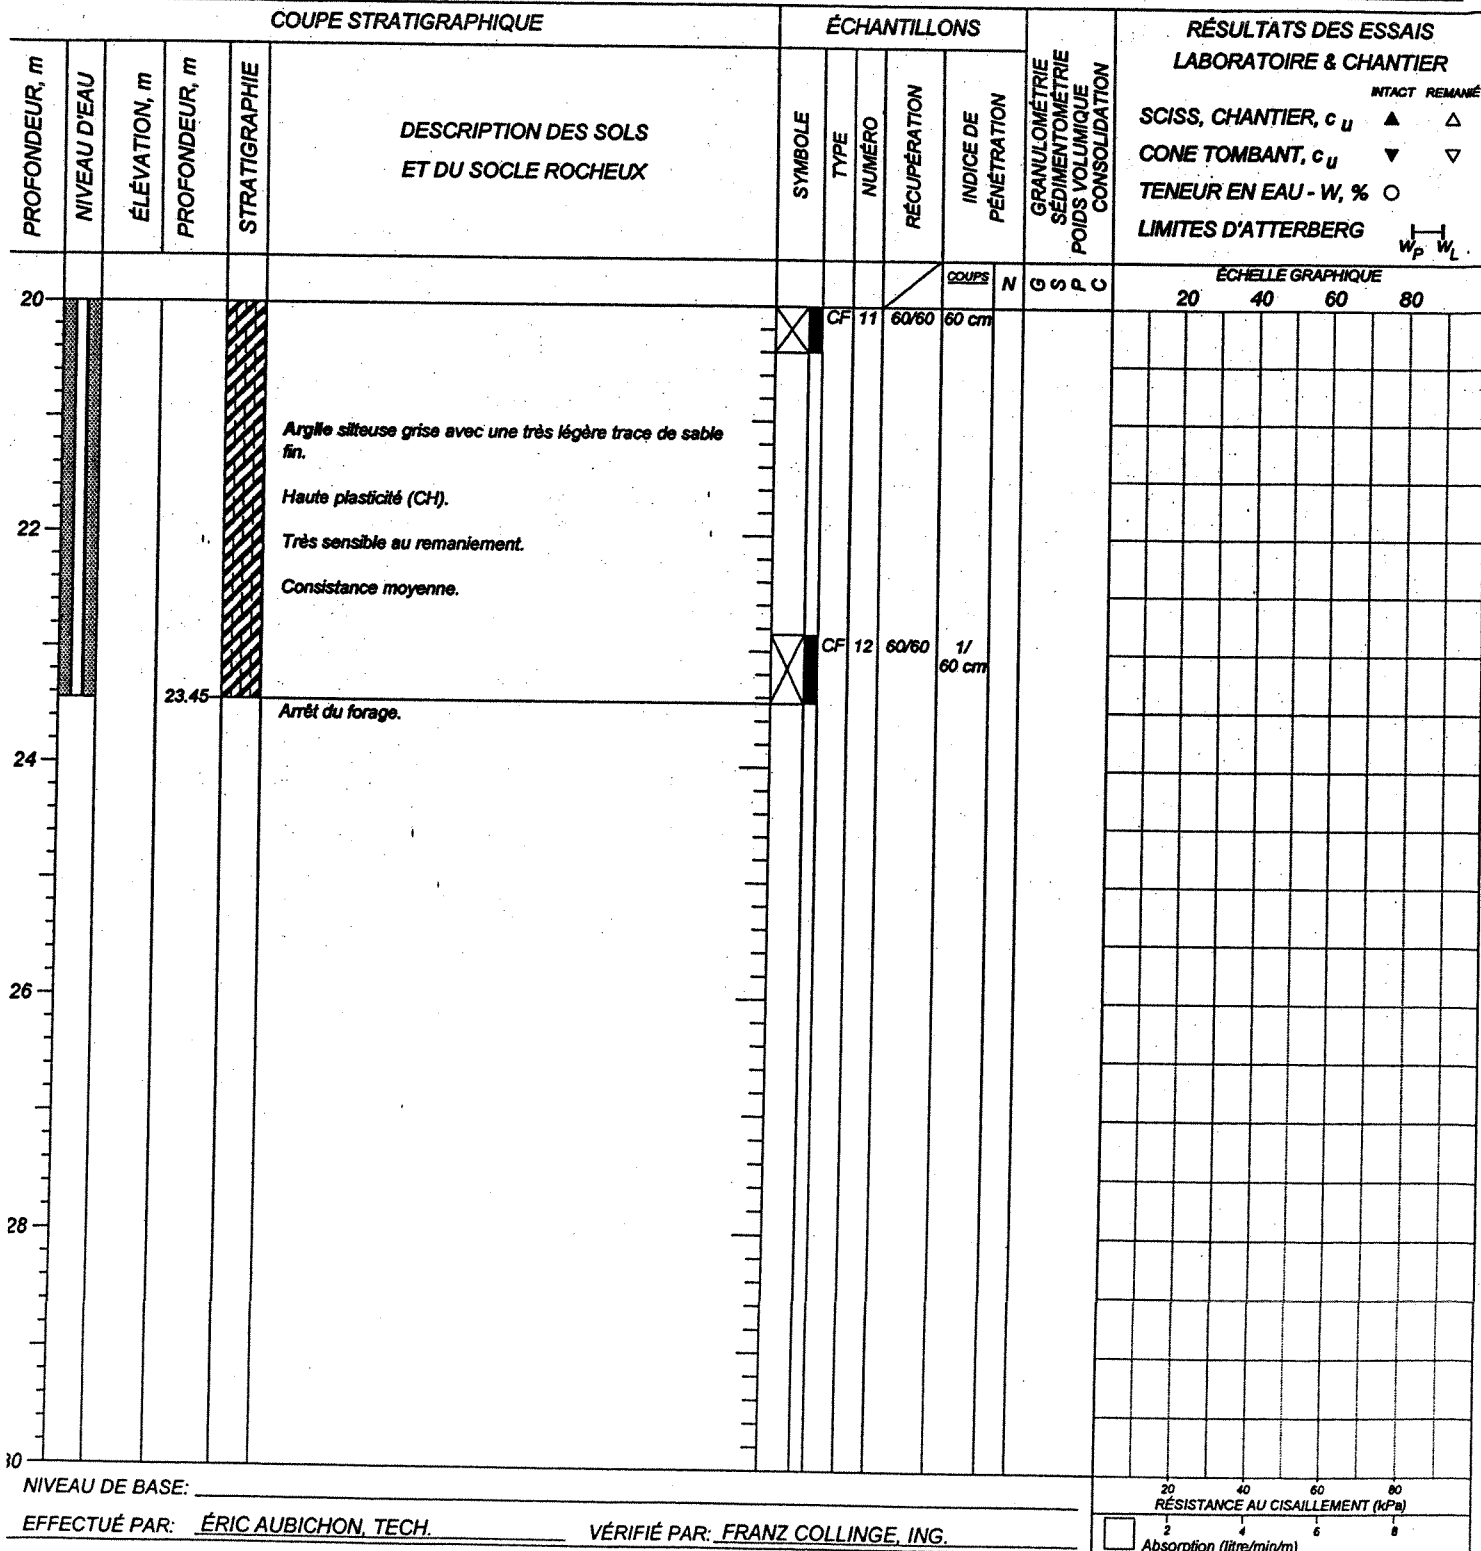 COUPE STRATIGRAPHIQUE
ÉCHANTILLONS
RÉSULTATS DES ESSAIS
LABORATOIRE & CHANTIER
PROFONDEUR, m
NIVEAU D'EAU
ÉLÉVATION, m
PROFONDEUR, m
STRATIGRAPHIE
DESCRIPTION DES SOLS
ET DU SOCLE ROCHEUX
SYMBOLE
TYPE
NUMÉRO
RÉCUPÉRATION
INDICE DE
PÉNÉTRATION
GRANULOMÉTRIE
SÉDIMENTOMÉTRIE
POIDS VOLUMIQUE
CONSOLIDATION
INTACT REMANIÉ
SCISS, CHANTIER, c u ▲ △
CONE TOMBANT, c u ▼ ▽
TENEUR EN EAU - W, % ○
LIMITES D'ATTERBERG
W P W L
COUPS N G S P C
ÉCHELLE GRAPHIQUE
20 40 60 80
20
CF 11 60/60 60 cm
Argile silteuse grise avec une très légère trace de sable
fin.
Haute plasticité (CH).
22
Très sensible au remaniement.
Consistance moyenne.
CF 12 60/60 1/
60 cm
23.45
Arrêt du forage.
24
26
28
30
NIVEAU DE BASE:
20 40 60 80
RÉSISTANCE AU CISAILLEMENT (kPa)
EFFECTUÉ PAR: ÉRIC AUBICHON, TECH. VÉRIFIÉ PAR: FRANZ COLLINGE, ING.
2 4 6 8
Absorption (litre/min/m)